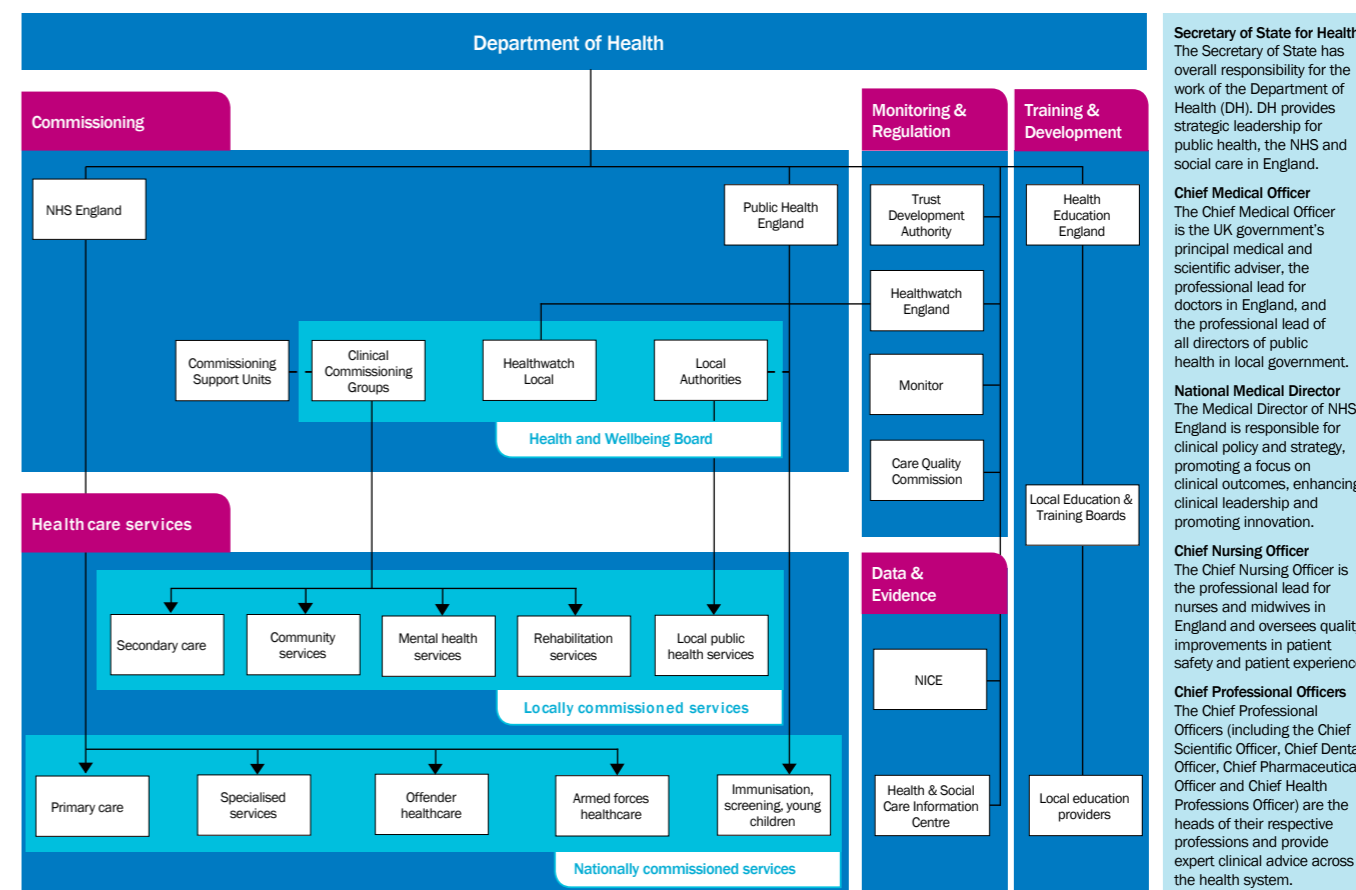 Department of Health
Commissioning
NHS England
Public Health
England
Commissioning
Support Units
Clinical
Commissioning
Groups
Healthwatch
Local
Local
Authorities
Health and Wellbeing Board
Monitoring &
Regulation
Trust
Development
Authority
Healthwatch
England
Monitor
Care Quality
Commission
Training &
Development
Health
Education
England
Local Education &
Training Boards
Local education
providers
Data &
Evidence
NICE
Health & Social
Care Information
Centre
Health care services
Secondary care
Community
services
Mental health
services
Rehabilitation
services
Local public
health services
Locally commissioned services
Primary care
Specialised
services
Offender
healthcare
Armed forces
healthcare
Immunisation,
screening, young
children
Nationally commissioned services
Secretary of State for Health
The Secretary of State has
overall responsibility for the
work of the Department of
Health (DH). DH provides
strategic leadership for
public health, the NHS and
social care in England.
Chief Medical Officer
The Chief Medical Officer
is the UK government's
principal medical and
scientific adviser, the
professional lead for
doctors in England, and
the professional lead of
all directors of public
health in local government.
National Medical Director
The Medical Director of NHS
England is responsible for
clinical policy and strategy,
promoting a focus on
clinical outcomes, enhancing
clinical leadership and
promoting innovation.
Chief Nursing Officer
The Chief Nursing Officer is
the professional lead for
nurses and midwives in
England and oversees qualit
improvements in patient
safety and patient experienc
Chief Professional Officers
The Chief Professional
Officers (including the Chief
Scientific Officer, Chief Denta
Officer, Chief Pharmaceutica
Officer and Chief Health
Professions Officer) are the
heads of their respective
professions and provide
expert clinical advice across
the health system.